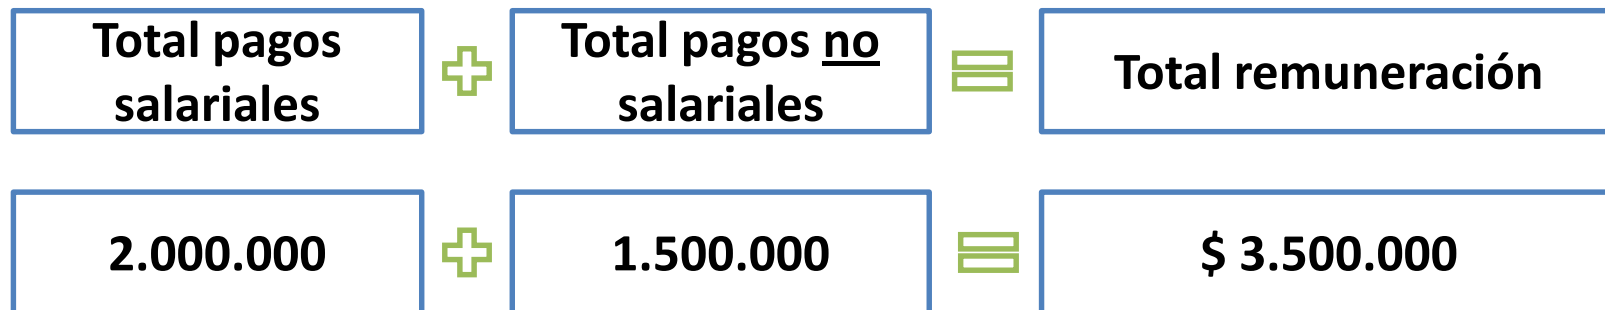 Total pagos
salariales
Total pagos no
salariales
Total remuneración
2.000.000
1.500.000
$ 3.500.000